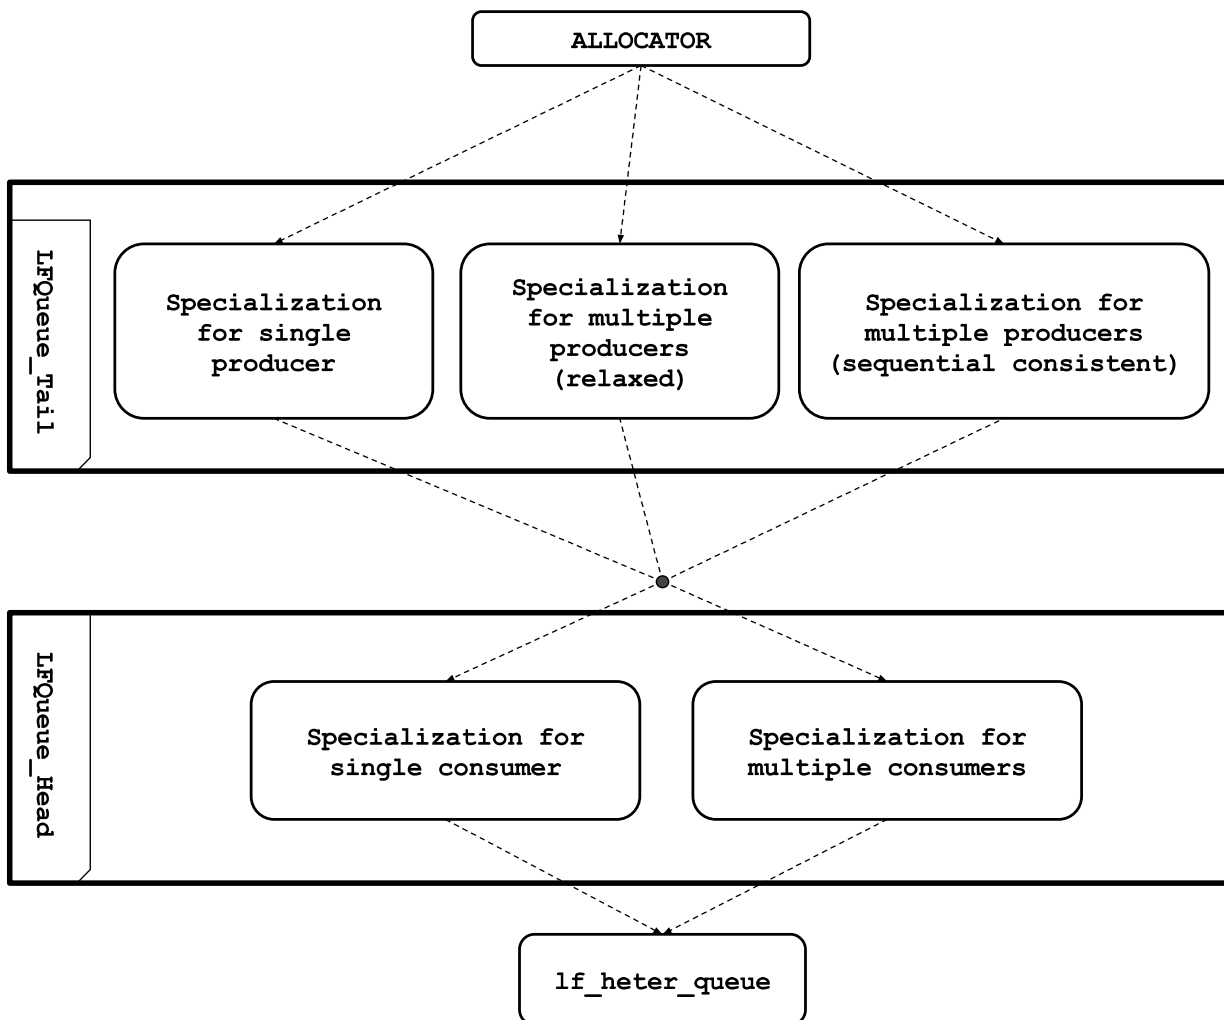 ALLOCATOR
LFQueue_Tail
Specialization
for single
producer
Specialization
for multiple
producers
(relaxed)
Specialization for
multiple producers
(sequential consistent)
LFQueue_Head
Specialization for
single consumer
Specialization for
multiple consumers
lf_heter_queue